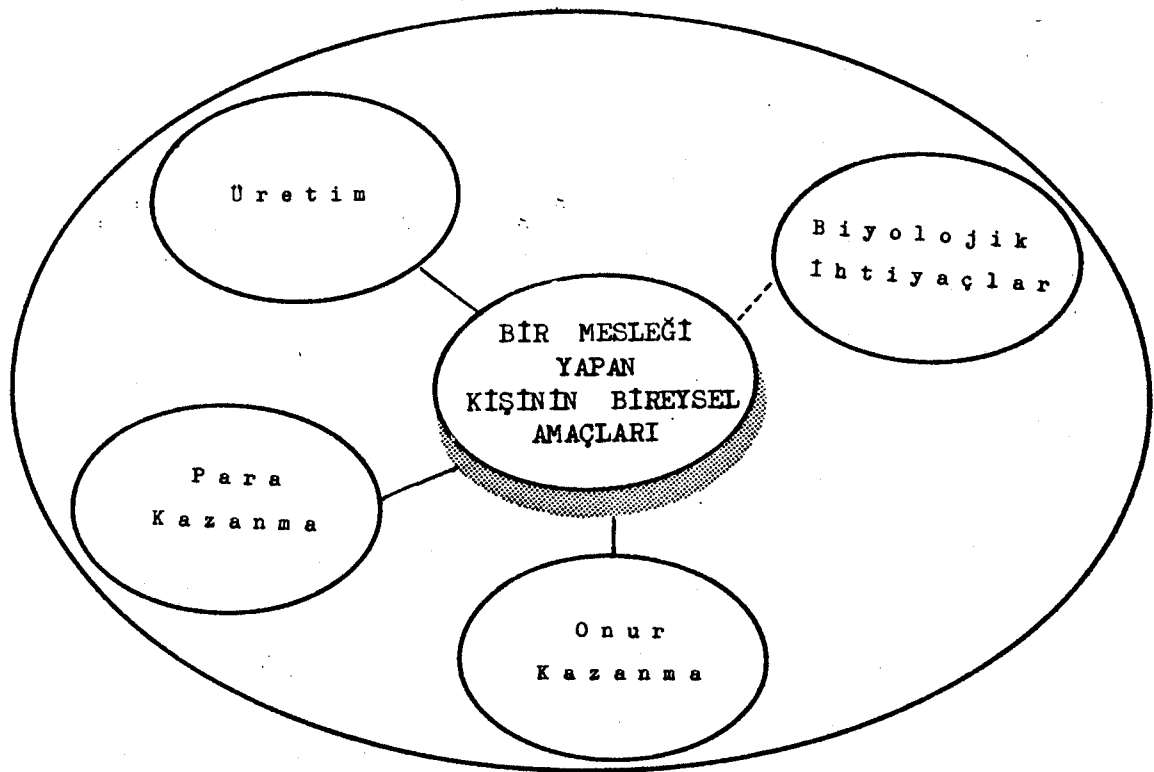 Üretim
Biyolojik
İhtiyaçlar
BİR MESLEĞİ
YAPAN
KİŞİNİN BİREYSEL
AMAÇLARI
Para
Kazanma
Onur
Kazanma